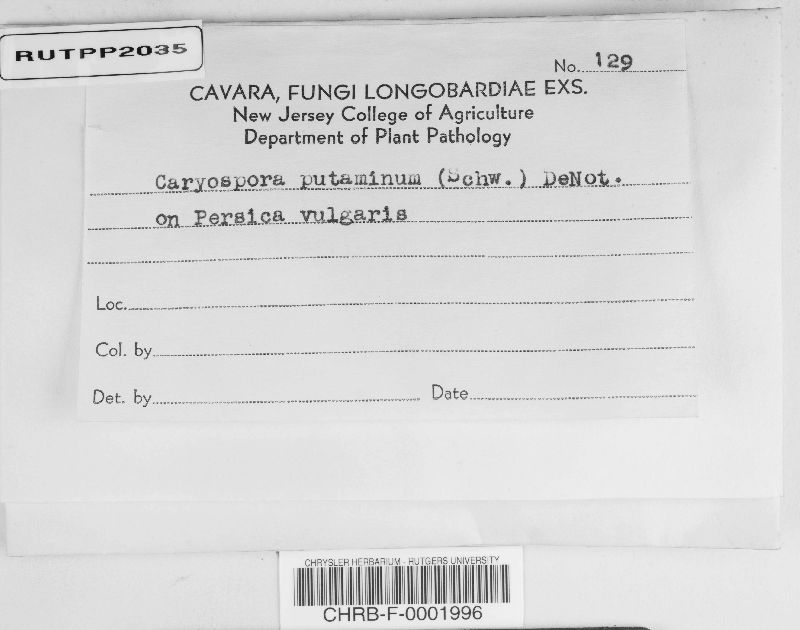 RUTPP2035
No. 129
CAVARA, FUNGI LONGOBARDIAE EXS.
New Jersey College of Agriculture
Department of Plant Pathology
Caryospora putaminum (Schw.) DeNot.
on Persica vulgaris
Loc.
Col. by
Det. by Date
CHRYSLER HERBARIUM - RUTGERS UNIVERSITY
CHRB-F-0001996